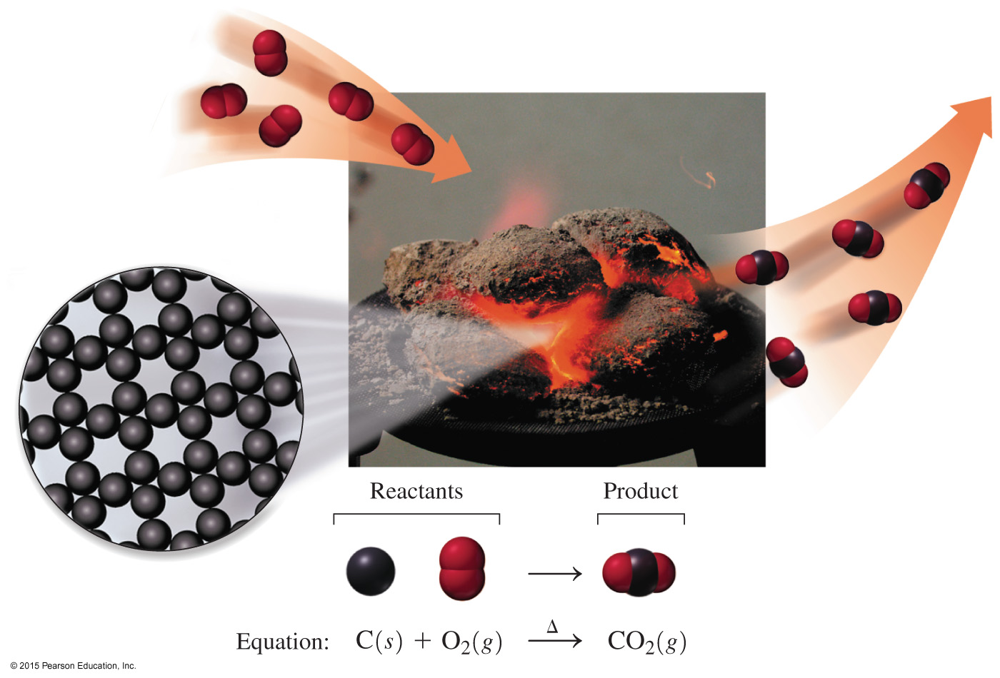 Reactants Product
Equation: C(s) + O₂(g) Δ⟶ CO₂(g)
© 2015 Pearson Education, Inc.